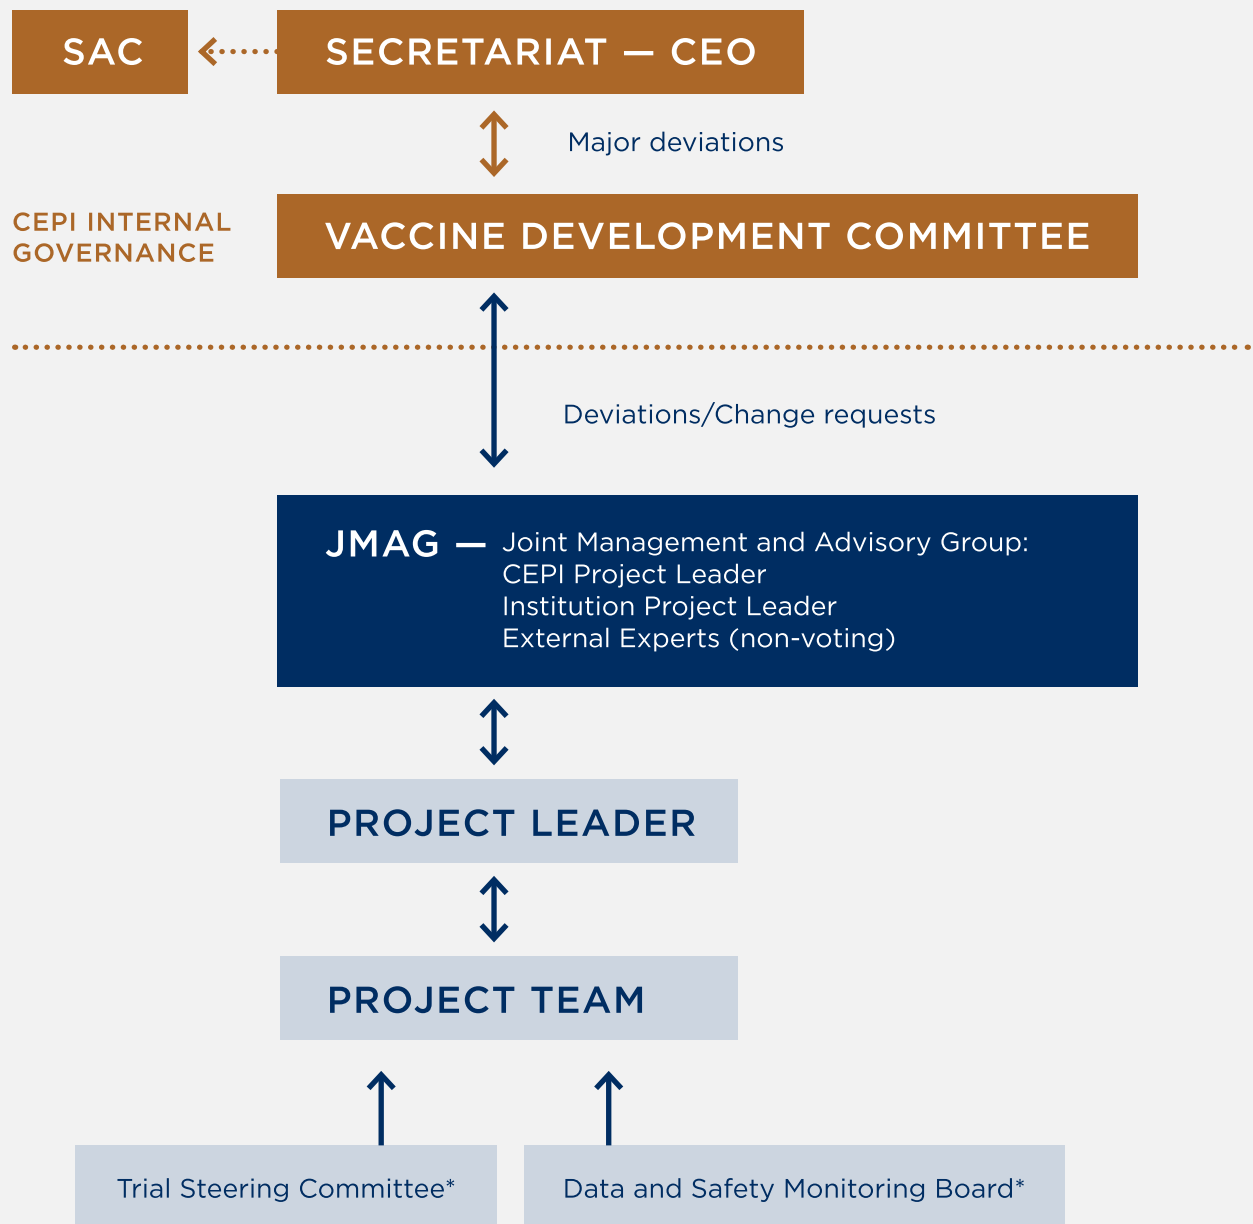 SAC
SECRETARIAT — CEO
Major deviations
CEPI INTERNAL
GOVERNANCE
VACCINE DEVELOPMENT COMMITTEE
Deviations/Change requests
JMAG — Joint Management and Advisory Group:
CEPI Project Leader
Institution Project Leader
External Experts (non-voting)
PROJECT LEADER
PROJECT TEAM
Trial Steering Committee*
Data and Safety Monitoring Board*